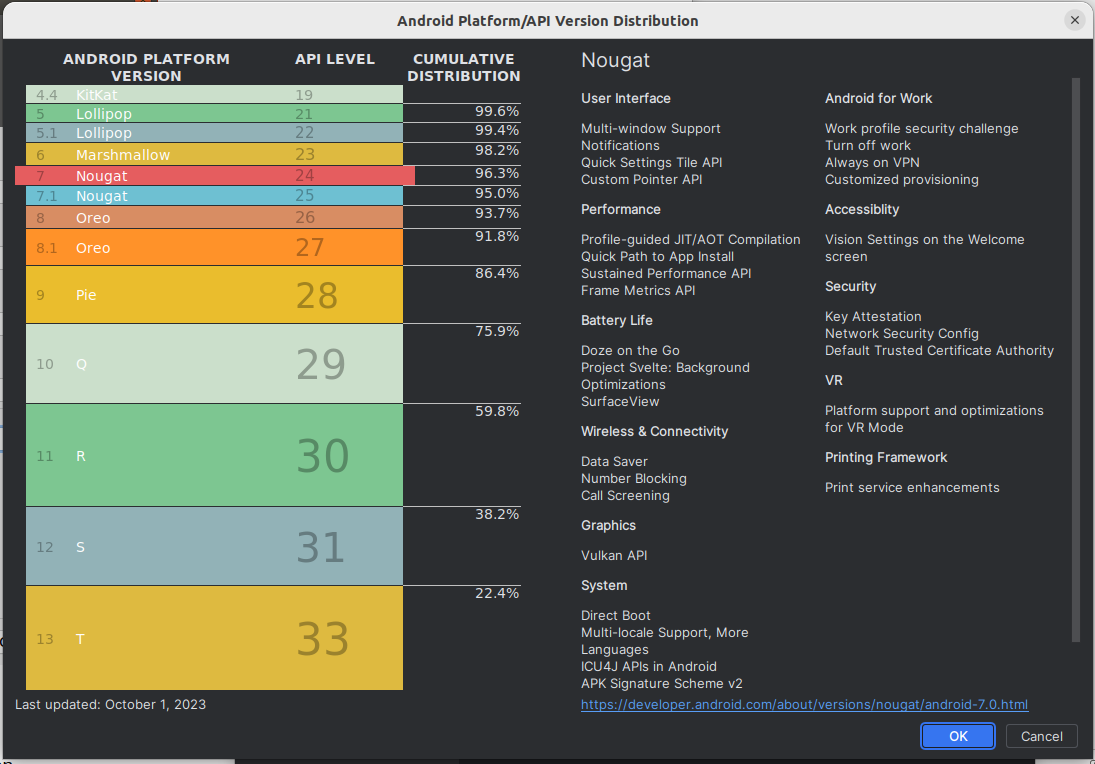 Android Platform/API Version Distribution
ANDROID PLATFORM
VERSION
API LEVEL
CUMULATIVE
DISTRIBUTION
4.4 KitKat 19
99.6%
5 Lollipop 21
99.4%
5.1 Lollipop 22
98.2%
6 Marshmallow 23
96.3%
7 Nougat 24
95.0%
7.1 Nougat 25
93.7%
8 Oreo 26
91.8%
8.1 Oreo 27
86.4%
9 Pie 28
75.9%
10 Q 29
59.8%
11 R 30
38.2%
12 S 31
22.4%
13 T 33
Last updated: October 1, 2023
Nougat
User Interface
Multi-window Support
Notifications
Quick Settings Tile API
Custom Pointer API
Performance
Profile-guided JIT/AOT Compilation
Quick Path to App Install
Sustained Performance API
Frame Metrics API
Battery Life
Doze on the Go
Project Svelte: Background
Optimizations
SurfaceView
Wireless & Connectivity
Data Saver
Number Blocking
Call Screening
Graphics
Vulkan API
System
Direct Boot
Multi-locale Support, More
Languages
ICU4J APIs in Android
APK Signature Scheme v2
Android for Work
Work profile security challenge
Turn off work
Always on VPN
Customized provisioning
Accessiblity
Vision Settings on the Welcome
screen
Security
Key Attestation
Network Security Config
Default Trusted Certificate Authority
VR
Platform support and optimizations
for VR Mode
Printing Framework
Print service enhancements
https://developer.android.com/about/versions/nougat/android-7.0.html
OK
Cancel